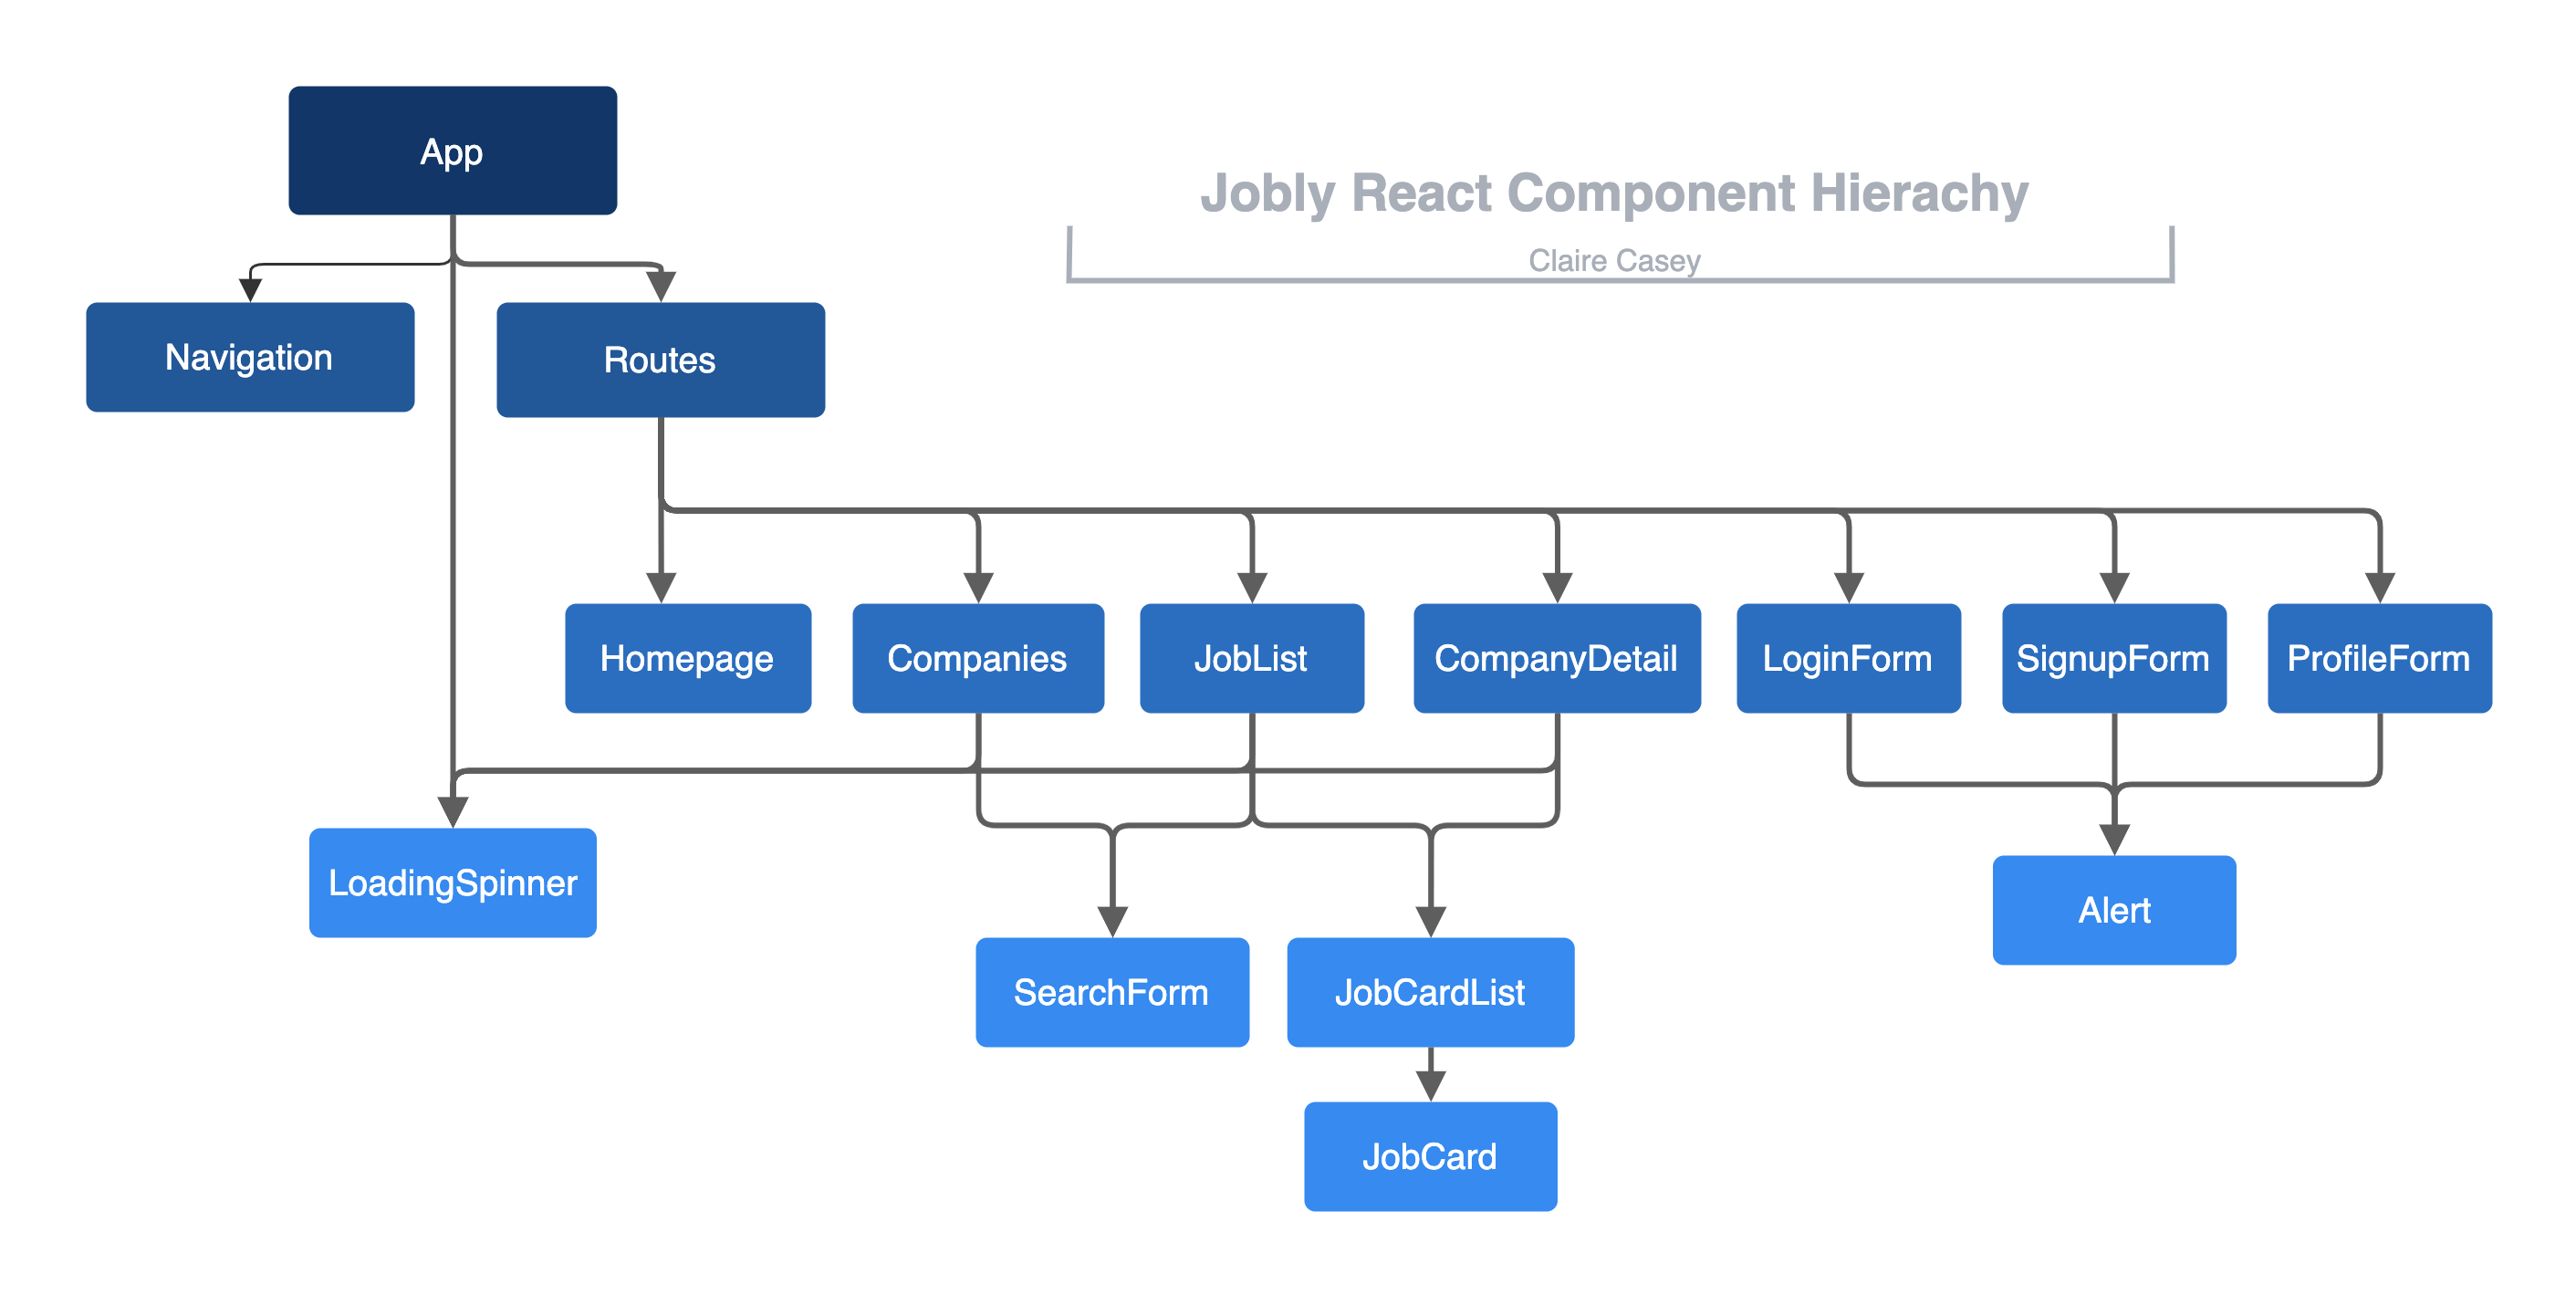 App
Jobly React Component Hierachy
Claire Casey
Navigation
Routes
Homepage
Companies
JobList
CompanyDetail
LoginForm
SignupForm
ProfileForm
LoadingSpinner
Alert
SearchForm
JobCardList
JobCard